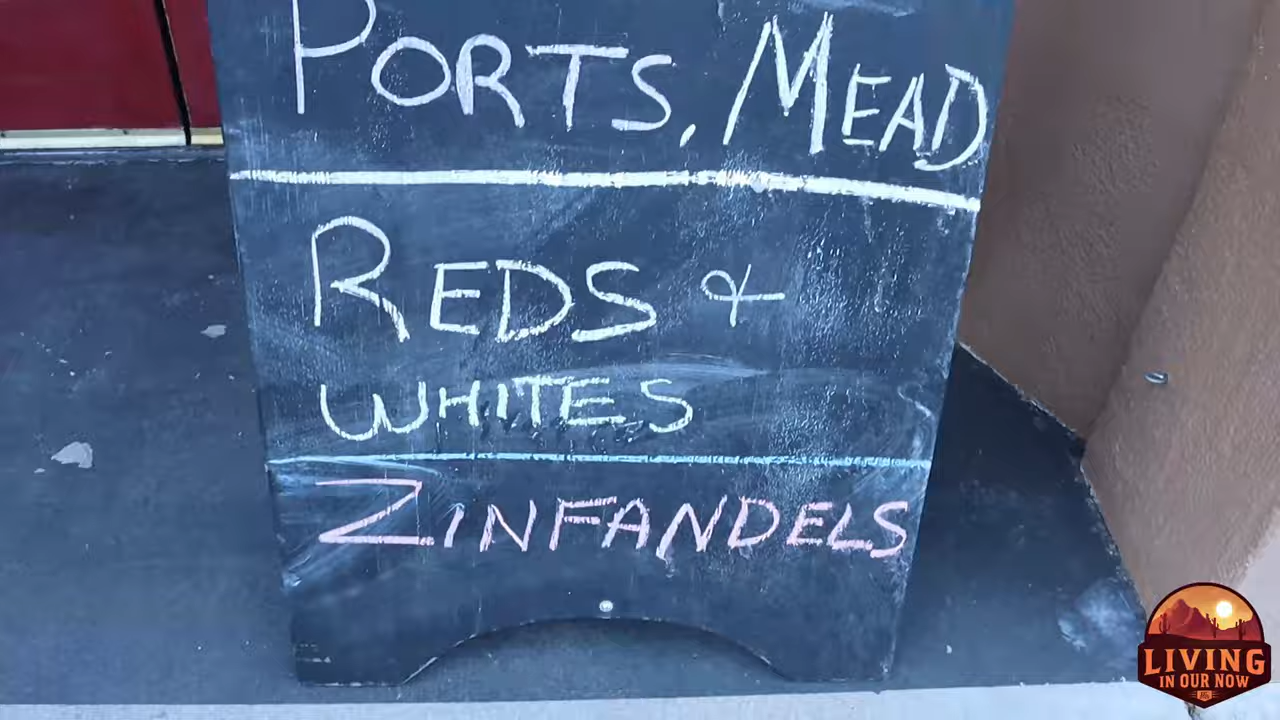 PORTS, MEAD
REDS &
WHITES
ZINFANDELS
LIVING
IN OUR NOW